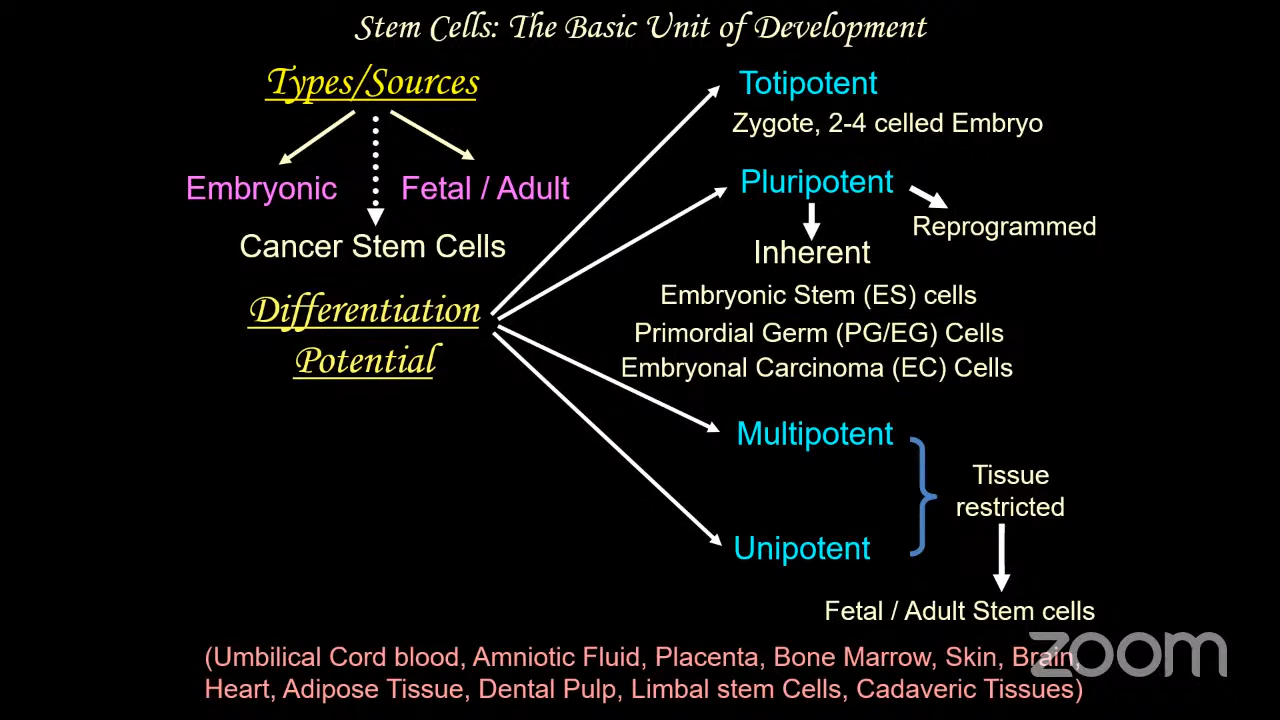 Stem Cells: The Basic Unit of Development
Types/Sources
Embryonic
Fetal / Adult
Cancer Stem Cells
Differentiation
Potential
Totipotent
Zygote, 2-4 celled Embryo
Pluripotent
Reprogrammed
Inherent
Embryonic Stem (ES) cells
Primordial Germ (PG/EG) Cells
Embryonal Carcinoma (EC) Cells
Multipotent
Tissue
restricted
Unipotent
Fetal / Adult Stem cells
(Umbilical Cord blood, Amniotic Fluid, Placenta, Bone Marrow, Skin, Brain,
Heart, Adipose Tissue, Dental Pulp, Limbal stem Cells, Cadaveric Tissues)
zoom